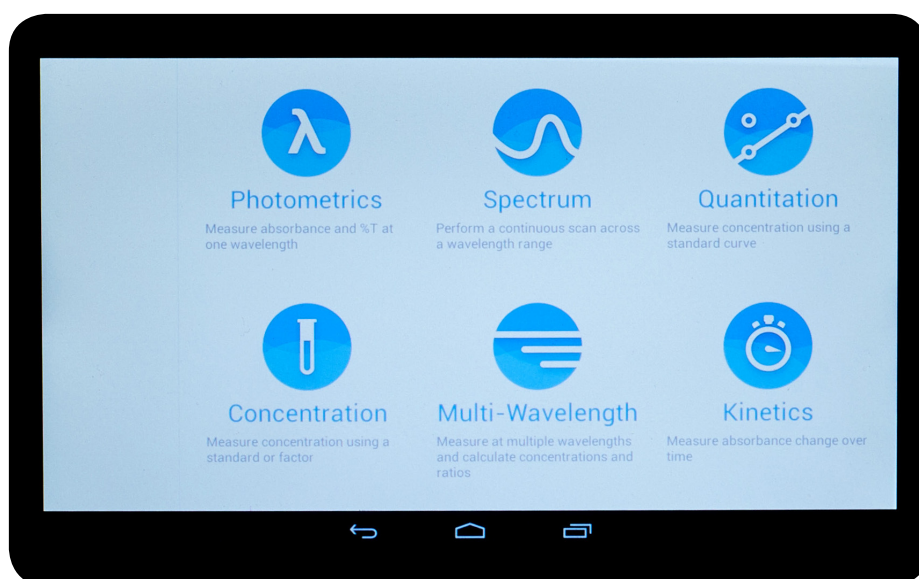 λ
Photometrics
Measure absorbance and %T at
one wavelength
Spectrum
Perform a continuous scan across
a wavelength range
Quantitation
Measure concentration using a
standard curve
Concentration
Measure concentration using a
standard or factor
Multi-Wavelength
Measure at multiple wavelengths
and calculate concentrations and
ratios
Kinetics
Measure absorbance change over
time